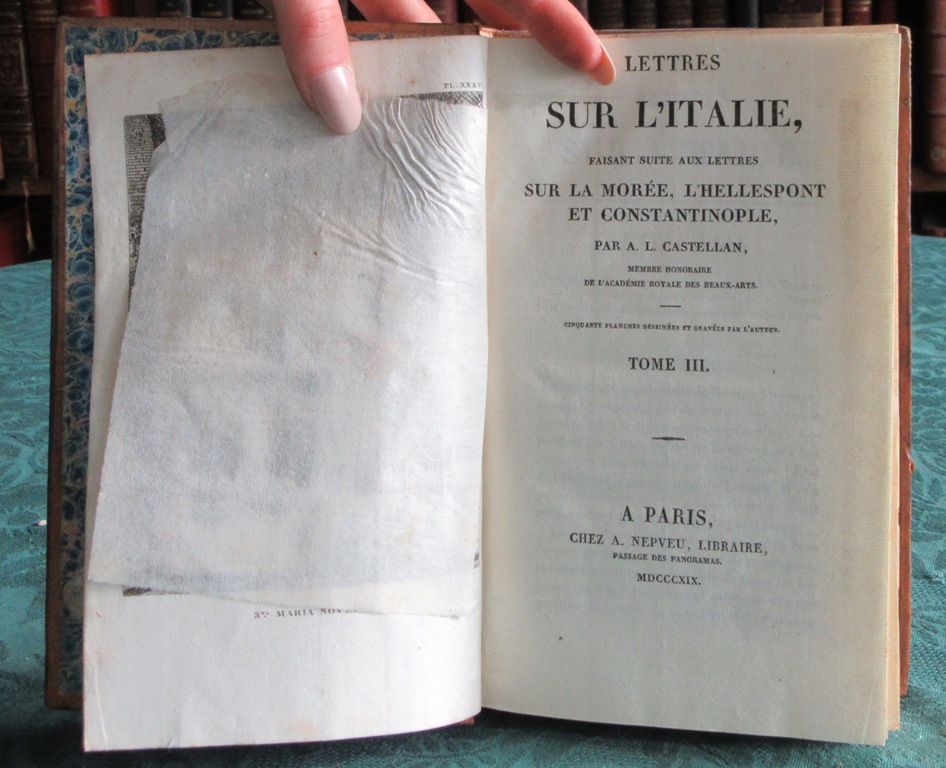 PL. XXXV
Sta MARIA
LETTRES
SUR L'ITALIE,
FAISANT SUITE AUX LETTRES
SUR LA MORÉE, L'HELLESPONT
ET CONSTANTINOPLE,
PAR A. L. CASTELLAN,
MEMBRE HONORAIRE
DE L'ACADÉMIE ROYALE DES BEAUX-ARTS.
CINQUANTE PLANCHES DESSINÉES ET GRAVÉES PAR L'AUTEUR.
TOME III.
A PARIS,
CHEZ A. NEPVEU, LIBRAIRE,
PASSAGE DES PANORAMAS.
MDCCCXIX.